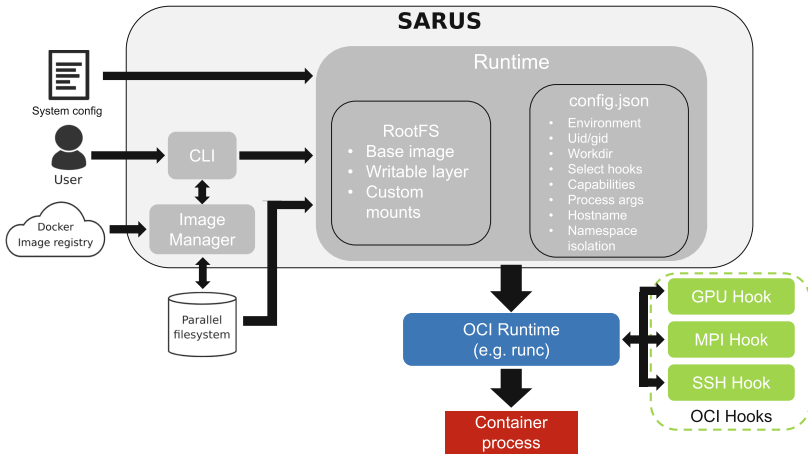 SARUS
System config
User
CLI
Docker
Image registry
Image
Manager
Parallel
filesystem
Runtime
RootFS
• Base image
• Writable layer
• Custom
mounts
config.json
• Environment
• Uid/gid
• Workdir
• Select hooks
• Capabilities
• Process args
• Hostname
• Namespace
isolation
OCI Runtime
(e.g. runc)
Container
process
GPU Hook
MPI Hook
SSH Hook
OCI Hooks